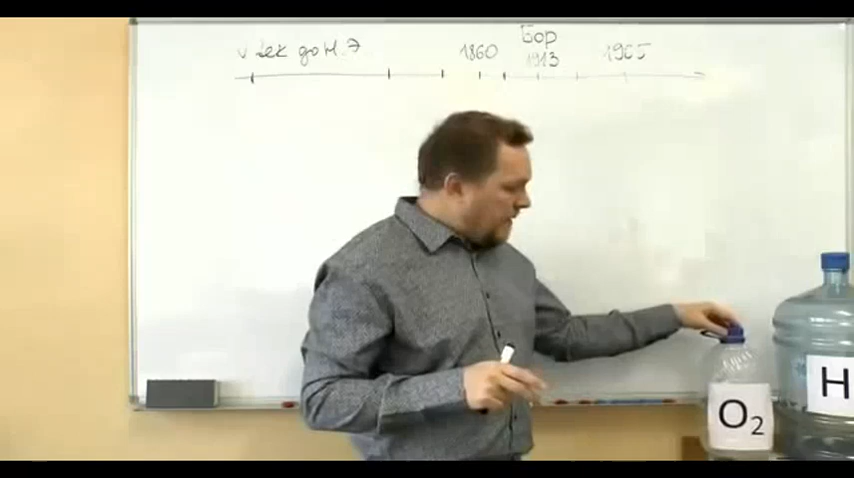 V век до н.э
1860
Бор
1913
1905
O₂
H